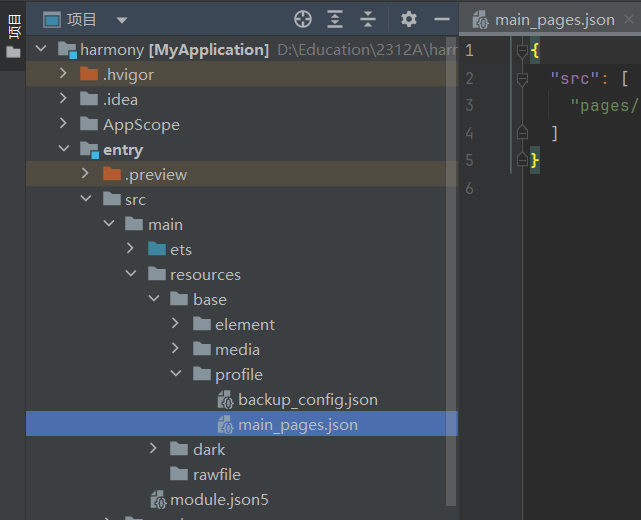 项目
项目
main_pages.json
harmony [MyApplication] D:\Education\2312A\harm
.hvigor
.idea
AppScope
entry
.preview
src
main
ets
resources
base
element
media
profile
backup_config.json
main_pages.json
dark
rawfile
module.json5
1 {
2 "src": [
3 "pages/
4 ]
5 }
6